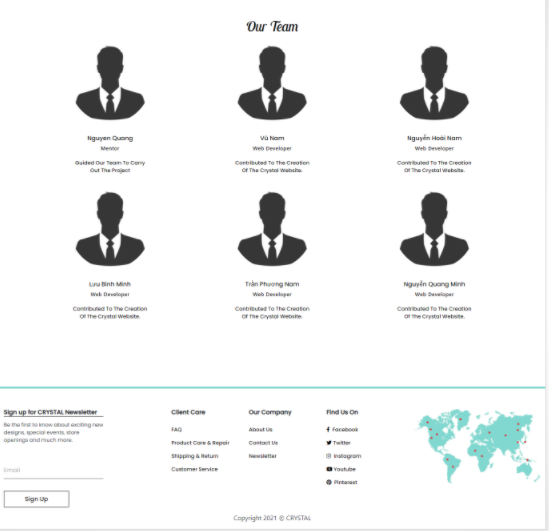 Our Team
Nguyen Quang
Mentor
Guided Our Team To Carry
Out The Project
Vũ Nam
Web Developer
Contributed To The Creation
Of The Crystal Website.
Nguyễn Hoài Nam
Web Developer
Contributed To The Creation
Of The Crystal Website.
Lưu Bình Minh
Web Developer
Contributed To The Creation
Of The Crystal Website.
Trần Phương Nam
Web Developer
Contributed To The Creation
Of The Crystal Website.
Nguyễn Quang Minh
Web Developer
Contributed To The Creation
Of The Crystal Website.
Sign up for CRYSTAL Newsletter
Be the first to know about exciting new
designs, special events, store
openings and much more.
Email
Sign Up
Client Care
FAQ
Product Care & Repair
Shipping & Return
Customer Service
Our Company
About Us
Contact Us
Newsletter
Find Us On
Facebook
Twitter
Instagram
Youtube
Pinterest
Copyright 2021 © CRYSTAL